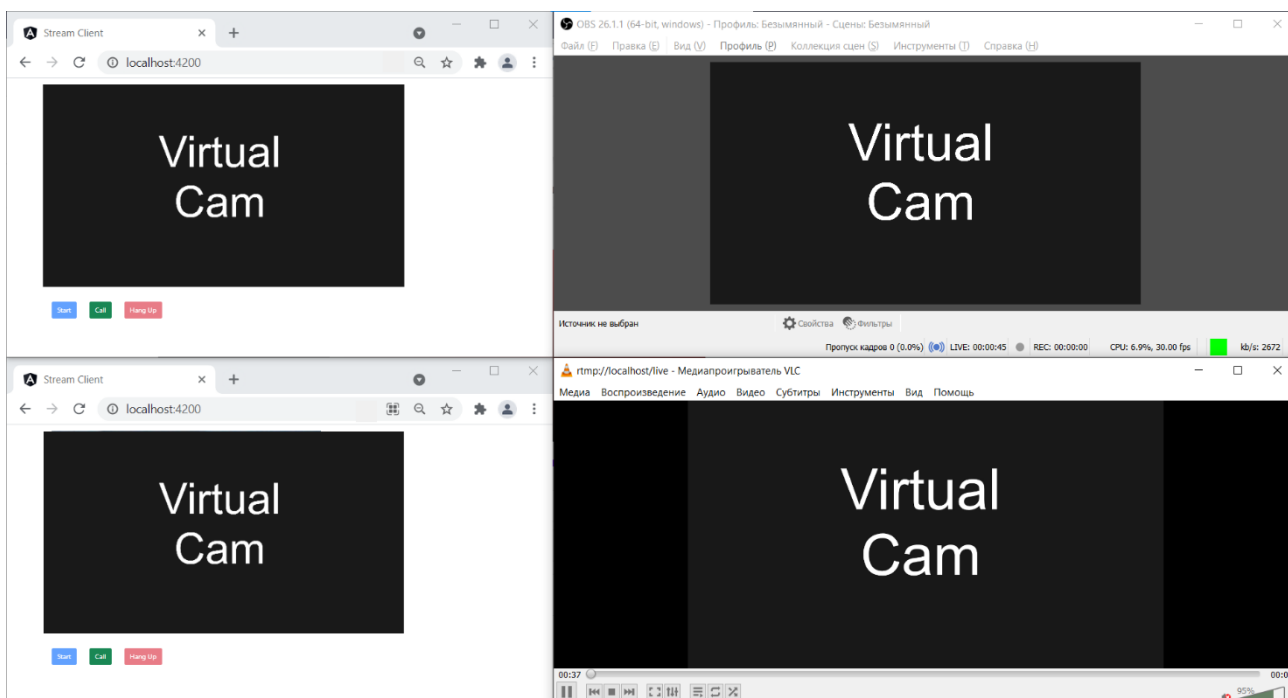 Stream Client
localhost:4200
Virtual
Cam
Start Call Hang Up
OBS 26.1.1 (64-bit, windows) - Профиль: Безымянный - Сцены: Безымянный
Файл (F) Правка (E) Вид (V) Профиль (P) Коллекция сцен (S) Инструменты (T) Справка (H)
Virtual
Cam
Источник не выбран Свойства Фильтры
Пропуск кадров 0 (0.0%) LIVE: 00:00:45 REC: 00:00:00 CPU: 6.9%, 30.00 fps kb/s: 2672
Stream Client
localhost:4200
Virtual
Cam
Start Call Hang Up
rtmp://localhost/live - Медиапроигрыватель VLC
Медиа Воспроизведение Аудио Видео Субтитры Инструменты Вид Помощь
Virtual
Cam
00:37
95%